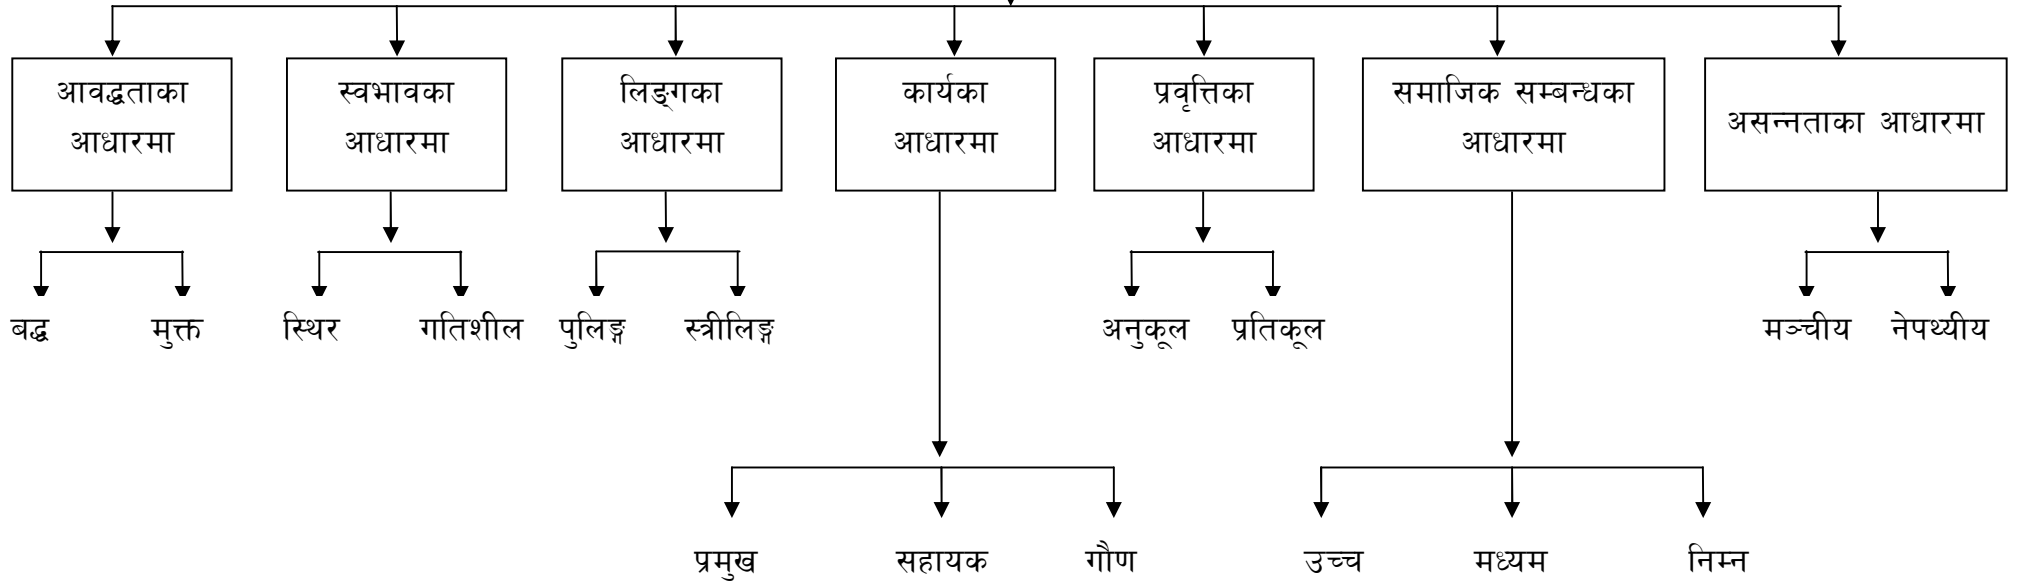 आवद्धताका
आधारमा
स्वभावका
आधारमा
लिङ्गका
आधारमा
कार्यका
आधारमा
प्रवृत्तिका
आधारमा
समाजिक सम्बन्धका
आधारमा
असन्नताका आधारमा
बद्ध
मुक्त
स्थिर
गतिशील
पुलिङ्ग
स्त्रीलिङ्ग
अनुकूल
प्रतिकूल
मञ्चीय
नेपथ्यीय
प्रमुख
सहायक
गौण
उच्च
मध्यम
निम्न